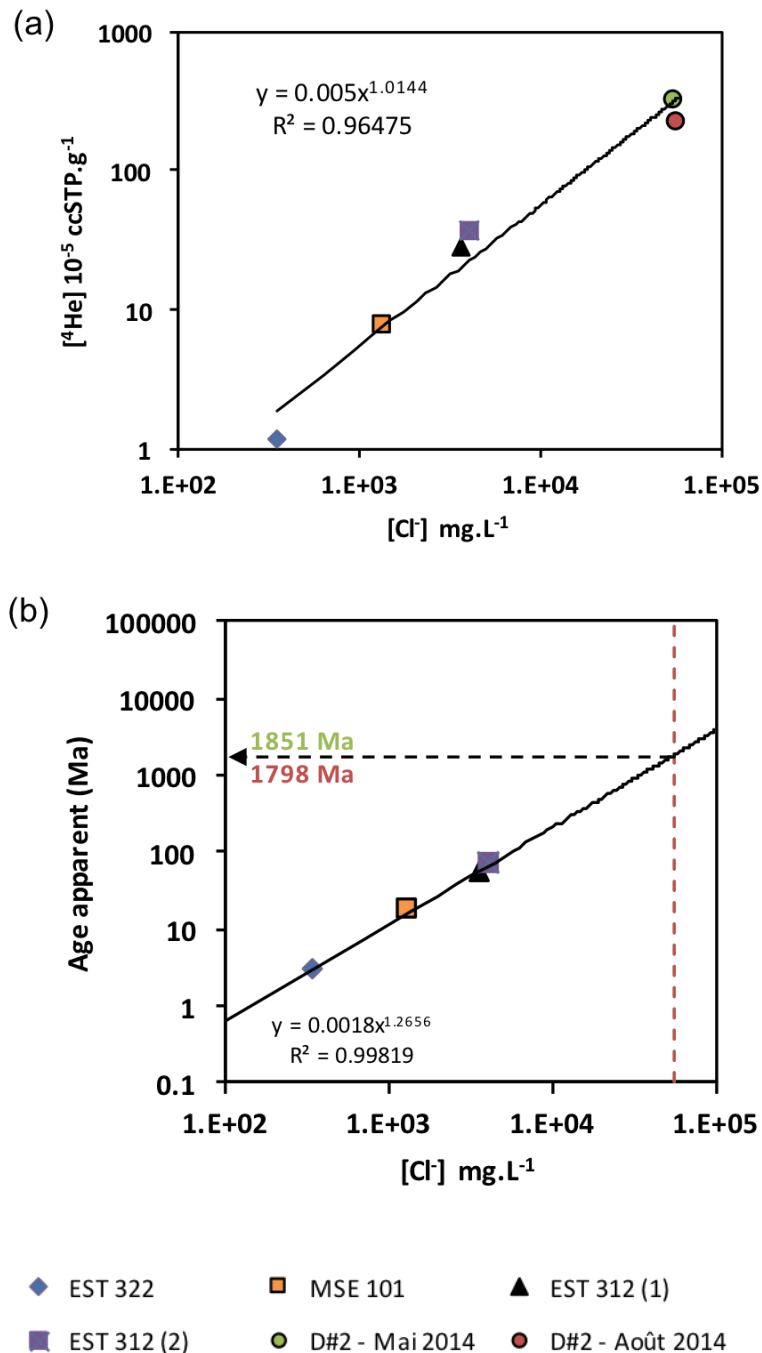 (a)
1000
100
10
1
[⁴He] 10⁻⁵ ccSTP.g⁻¹
y = 0.005x¹·⁰¹⁴⁴
R² = 0.96475
1.E+02 1.E+03 1.E+04 1.E+05
[Cl⁻] mg.L⁻¹
(b)
100000
10000
1000
100
10
1
0.1
Age apparent (Ma)
1851 Ma
1798 Ma
y = 0.0018x¹·²⁶⁵⁶
R² = 0.99819
1.E+02 1.E+03 1.E+04 1.E+05
[Cl⁻] mg.L⁻¹
EST 322 MSE 101 EST 312 (1)
EST 312 (2) D#2 - Mai 2014 D#2 - Août 2014